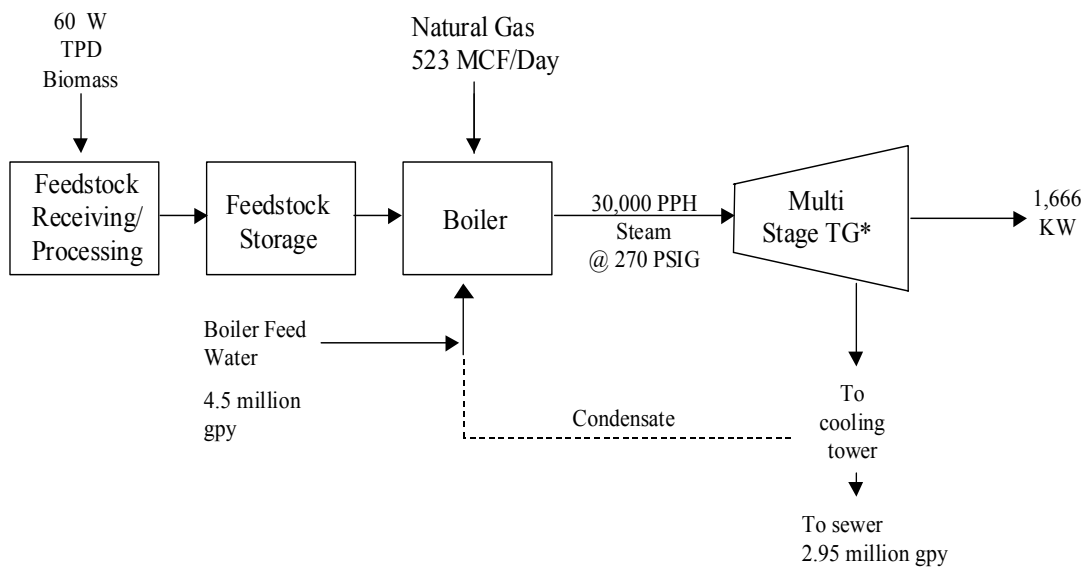 60 W
TPD
Biomass
Natural Gas
523 MCF/Day
Feedstock
Receiving/
Processing
Feedstock
Storage
Boiler
30,000 PPH
Steam
@ 270 PSIG
Multi
Stage TG*
1,666
KW
Boiler Feed
Water
4.5 million
gpy
Condensate
To
cooling
tower
To sewer
2.95 million gpy